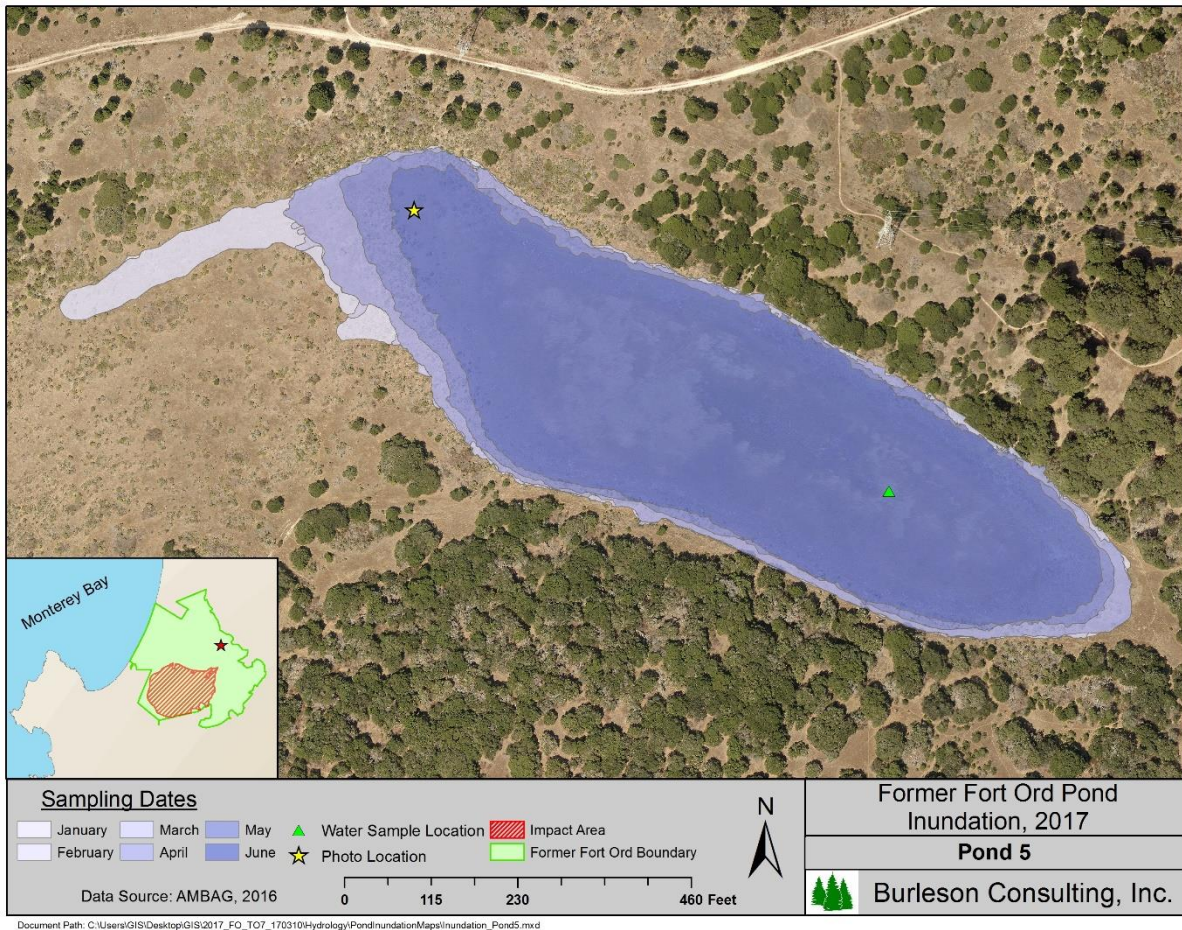 Monterey Bay
Sampling Dates
January
February
March
April
May
June
Water Sample Location
Photo Location
Impact Area
Former Fort Ord Boundary
Data Source: AMBAG, 2016
0 115 230 460 Feet
N
Former Fort Ord Pond
Inundation, 2017
Pond 5
Burleson Consulting, Inc.
Document Path: C:\Users\GIS\Desktop\GIS\2017_FO_TO7_170310\Hydrology\PondInundationMaps\Inundation_Pond5.mxd